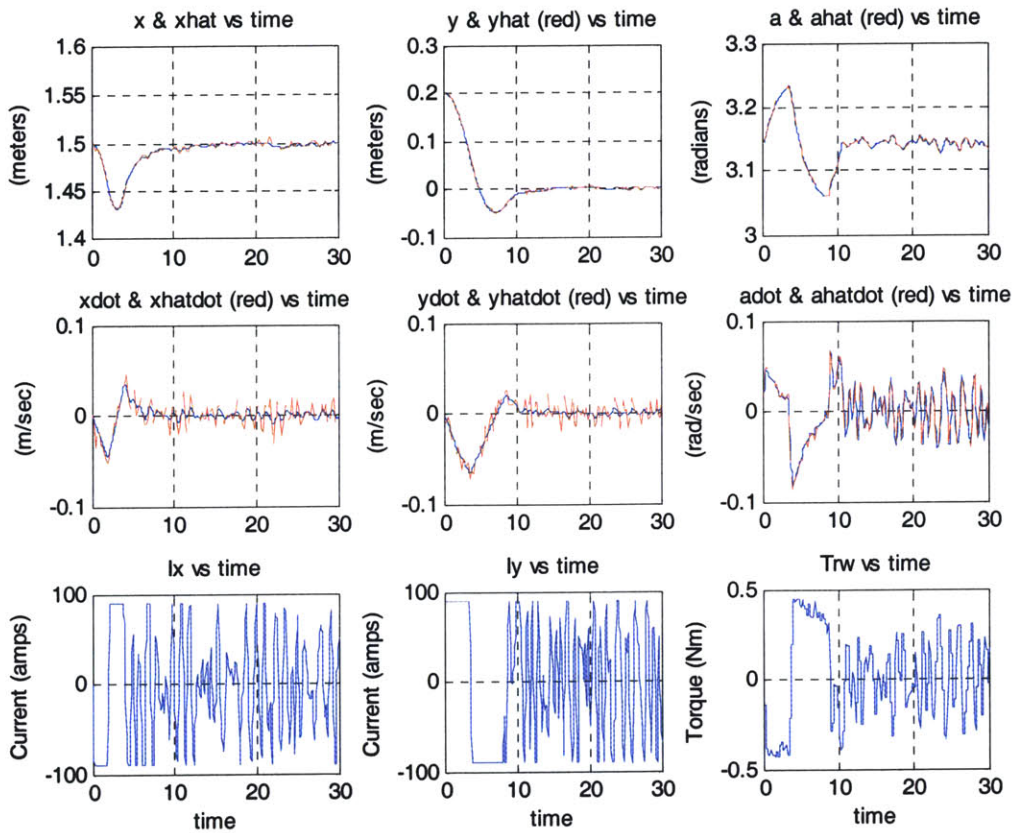 x & xhat vs time
y & yhat (red) vs time
a & ahat (red) vs time
1.6
1.55
1.5
1.45
1.4
(meters)
0 10 20 30
0.3
0.2
0.1
0
-0.1
(meters)
0 10 20 30
3.3
3.2
3.1
3
(radians)
0 10 20 30
xdot & xhatdot (red) vs time
ydot & yhatdot (red) vs time
adot & ahatdot (red) vs time
0.1
0
-0.1
(m/sec)
0 10 20 30
0.1
0
-0.1
(m/sec)
0 10 20 30
0.1
0
-0.1
(rad/sec)
0 10 20 30
Ix vs time
Iy vs time
Trw vs time
100
0
-100
Current (amps)
0 10 20 30
time
100
0
-100
Current (amps)
0 10 20 30
time
0.5
0
-0.5
Torque (Nm)
0 10 20 30
time